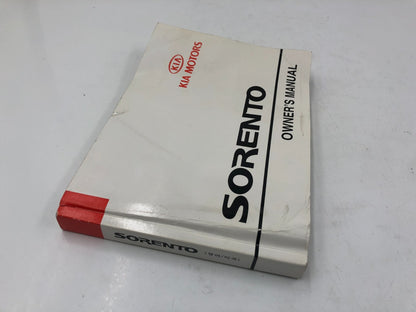 KIA
KIA MOTORS
SORENTO
OWNER'S MANUAL
SORENTO